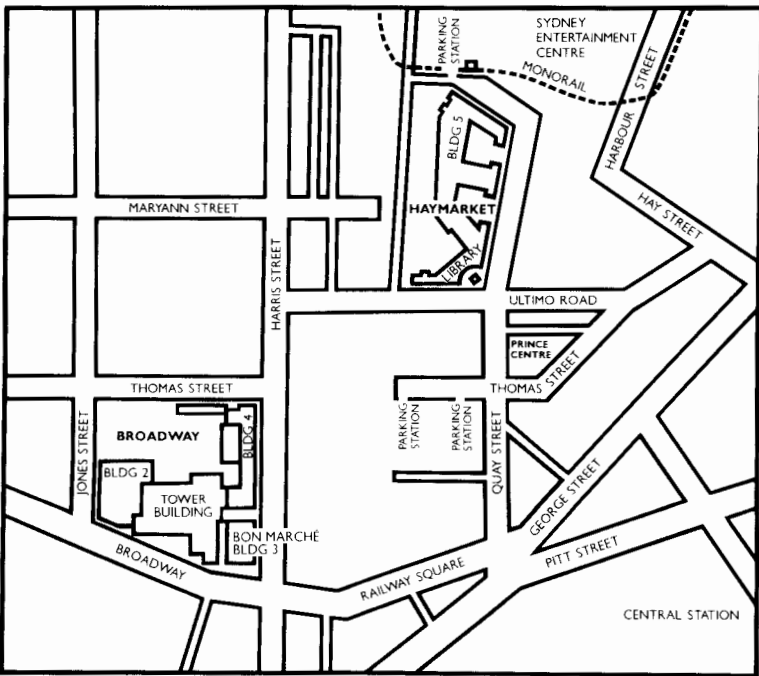 PARKING
STATION
SYDNEY
ENTERTAINMENT
CENTRE
MONORAIL
HARBOUR STREET
BLDG 5
MARYANN STREET
HAYMARKET
HAY STREET
LIBRARY
HARRIS STREET
ULTIMO ROAD
PRINCE
CENTRE
THOMAS STREET
THOMAS STREET
JONES STREET
BROADWAY
BLDG 4
PARKING
STATION
PARKING
STATION
QUAY STREET
BLDG 2
TOWER
BUILDING
GEORGE STREET
BON MARCHÉ
BLDG 3
BROADWAY
RAILWAY SQUARE
PITT STREET
CENTRAL STATION